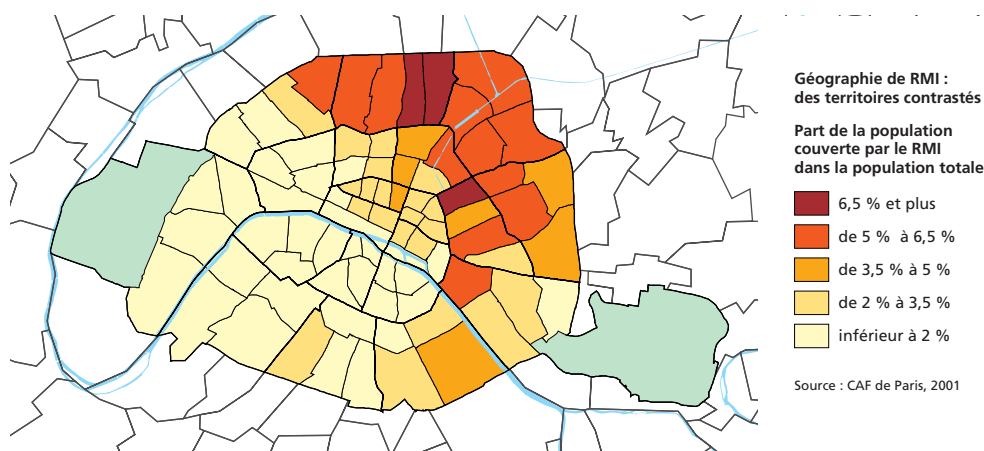 Géographie de RMI :
des territoires contrastés
Part de la population
couverte par le RMI
dans la population totale
6,5 % et plus
de 5 % à 6,5 %
de 3,5 % à 5 %
de 2 % à 3,5 %
inférieur à 2 %
Source : CAF de Paris, 2001